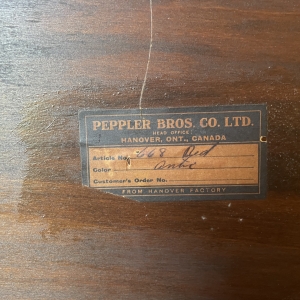 PEPPLER BROS. CO. LTD.
HEAD OFFICE:
HANOVER, ONT., CANADA
Article No. 268 Bed
Color
Customer's Order No.
FROM HANOVER FACTORY